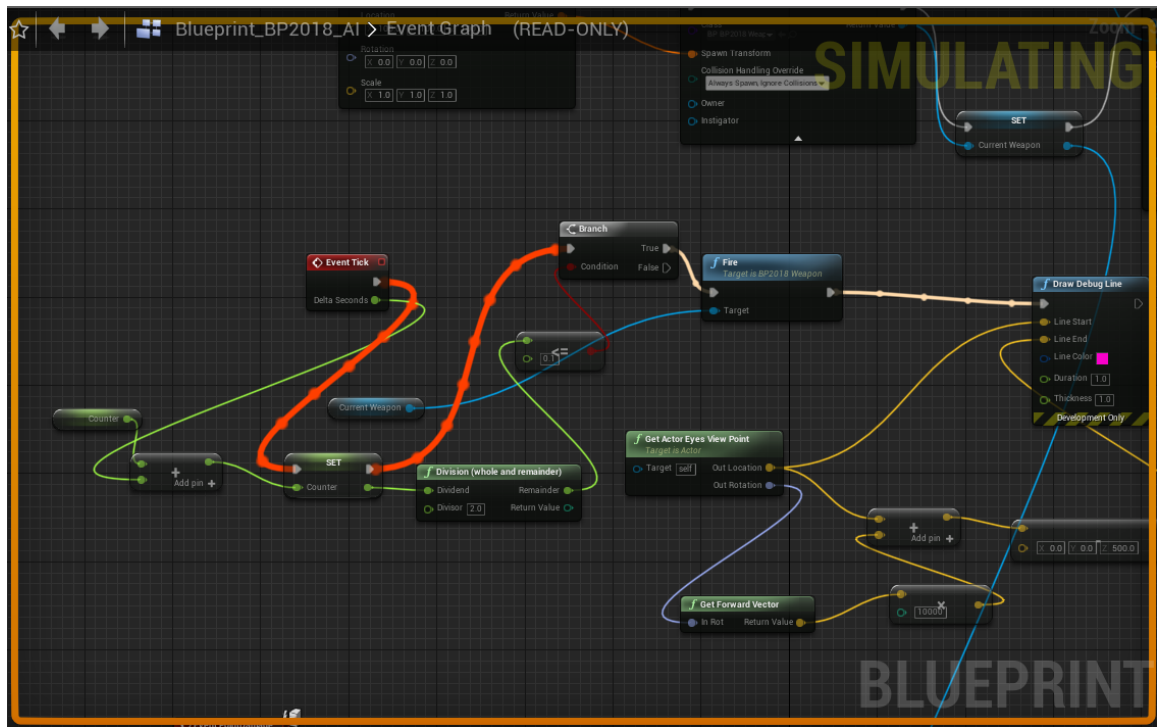 Blueprint_BP2018_AI > Event Graph (READ-ONLY)
Rotation
X 0.0 Y 0.0 Z 0.0
Scale
X 1.0 Y 1.0 Z 1.0
Spawn Transform
Collision Handling Override
Always Spawn, Ignore Collisions
Owner
Instigator
SIMULATING
SET
Current Weapon
Branch
True
Condition False
Event Tick
Delta Seconds
Fire
Target is BP2018 Weapon
Target
Draw Debug Line
Line Start
Line End
Line Color
Duration 1.0
Thickness 1.0
Development Only
<=
0.1
Current Weapon
Counter
+
Add pin +
SET
Counter
Division (whole and remainder)
Dividend Remainder
Divisor 2.0 Return Value
Get Actor Eyes View Point
Target is Actor
Target self Out Location
Out Rotation
+
Add pin +
X 0.0 Y 0.0 Z 500.0
Get Forward Vector
In Rot Return Value
x
10000
BLUEPRINT